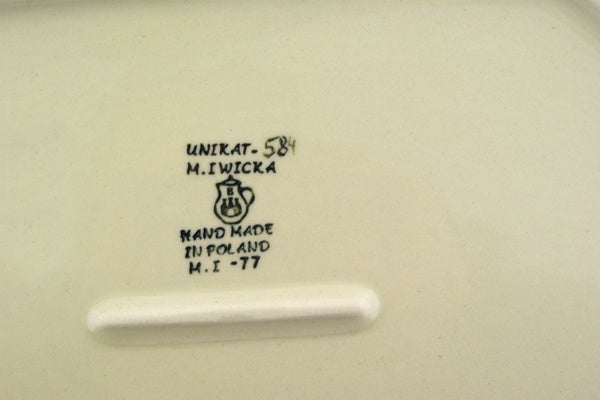 UNIKAT-584
M.IWICKA
B
HAND MADE
IN POLAND
M.I -77